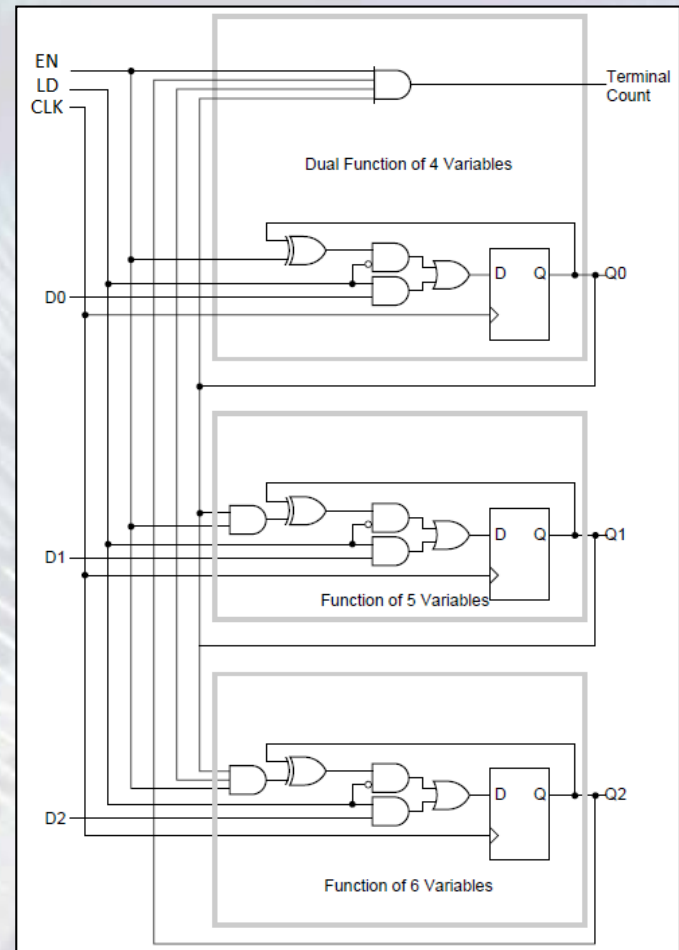 EN
LD
CLK
Terminal
Count
Dual Function of 4 Variables
D Q
Q0
D0
D Q
Q1
D1
Function of 5 Variables
D Q
Q2
D2
Function of 6 Variables